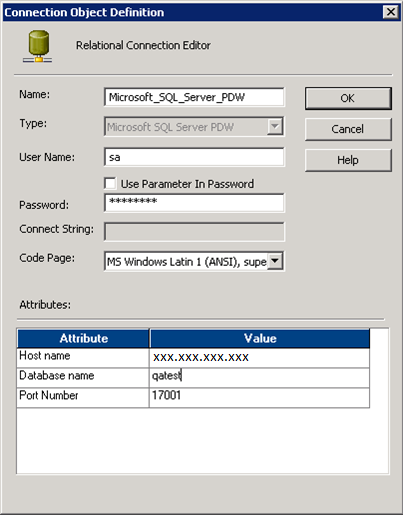 Connection Object Definition
Relational Connection Editor
Name: Microsoft_SQL_Server_PDW OK
Type: Microsoft SQL Server PDW Cancel
User Name: sa Help
Use Parameter In Password
Password: ********
Connect String:
Code Page: MS Windows Latin 1 (ANSI), supe
Attributes:
Attribute Value
Host name xxx.xxx.xxx.xxx
Database name qatest
Port Number 17001